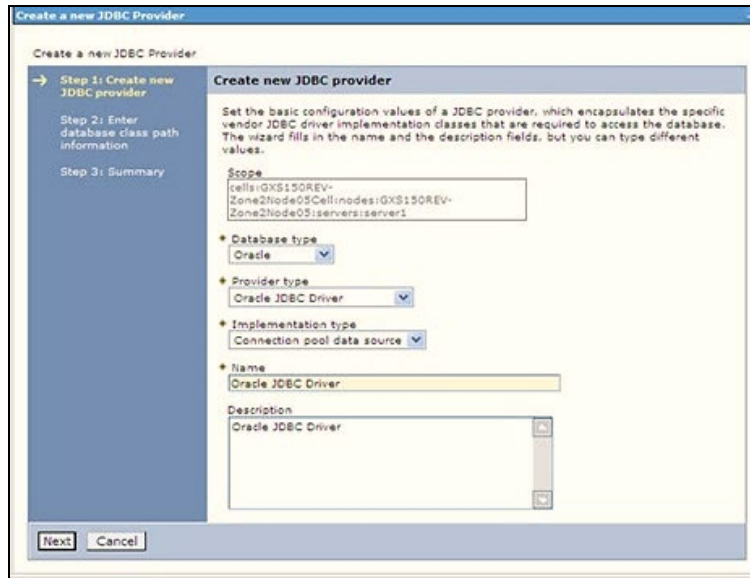 Create a new JDBC Provider
Create a new JDBC Provider
Step 1: Create new
JDBC provider
Step 2: Enter
database class path
information
Step 3: Summary
Create new JDBC provider
Set the basic configuration values of a JDBC provider, which encapsulates the specific
vendor JDBC driver implementation classes that are required to access the database.
The wizard fills in the name and the description fields, but you can type different
values.
Scope
cells:GXS150REV-
Zone2Node05Cell:nodes:GXS150REV-
Zone2Node05:servers:server1
Database type
Oracle
Provider type
Oracle JDBC Driver
Implementation type
Connection pool data source
Name
Oracle JDBC Driver
Description
Oracle JDBC Driver
Next Cancel